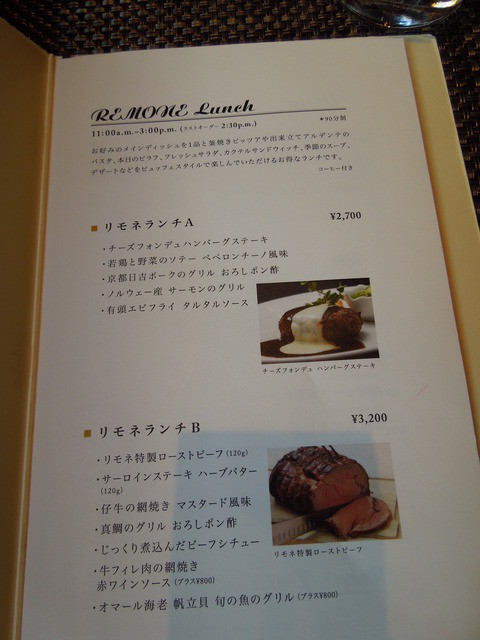 REMONE Lunch
11:00a.m.–3:00p.m. (ラストオーダー 2:30p.m.)
★90分制
お好みのメインディッシュを1品と釜焼きピッツアや出来立てアルデンテの
パスタ、本日のピラフ、フレッシュサラダ、カクテルサンドウィッチ、季節のスープ、
デザートなどをビュッフェスタイルで楽しんでいただけるお得なランチです。
コーヒー付き
リモネランチA
¥2,700
・チーズフォンデュハンバーグステーキ
・若鶏と野菜のソテー ペペロンチーノ風味
・京都日吉ポークのグリル おろしポン酢
・ノルウェー産 サーモンのグリル
・有頭エビフライ タルタルソース
チーズフォンデュ ハンバーグステーキ
リモネランチB
¥3,200
・リモネ特製ローストビーフ (120g)
・サーロインステーキ ハーブバター
(120g)
・仔牛の網焼き マスタード風味
・真鯛のグリル おろしポン酢
・じっくり煮込んだビーフシチュー
・牛フィレ肉の網焼き
赤ワインソース (プラス¥800)
・オマール海老 帆立貝 旬の魚のグリル (プラス¥800)
リモネ特製ローストビーフ